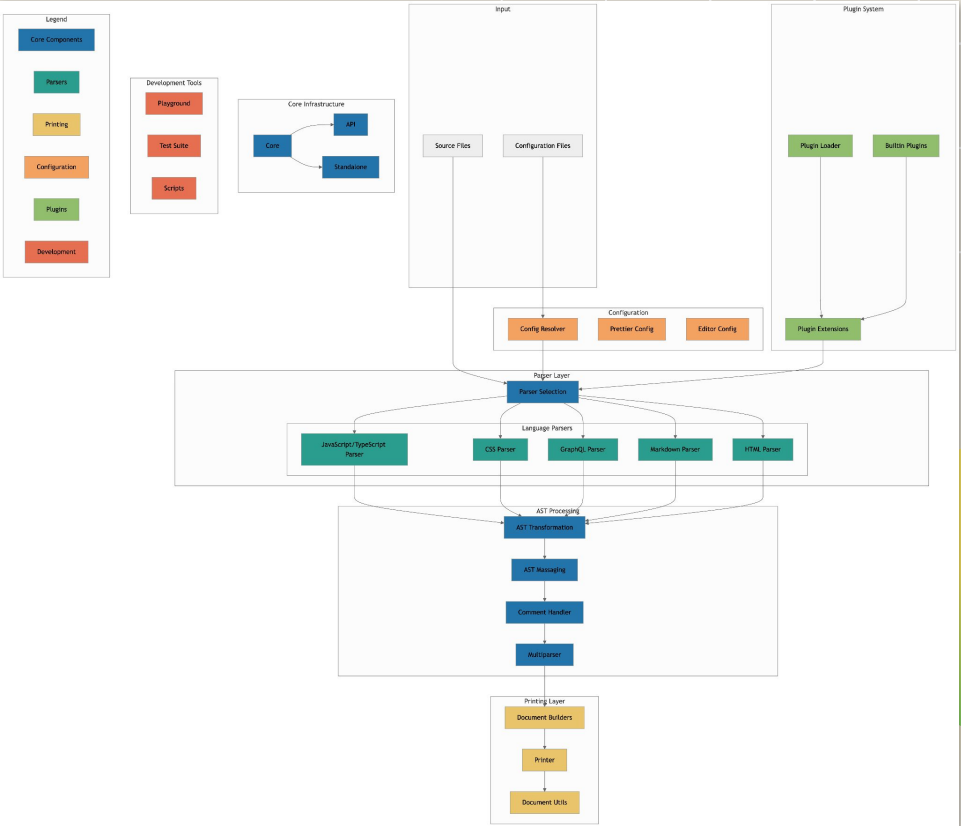 Legend
Core Components
Parsers
Printing
Configuration
Plugins
Development
Development Tools
Playground
Test Suite
Scripts
Core Infrastructure
Core
API
Standalone
Input
Source Files
Configuration Files
Plugin System
Plugin Loader
Builtin Plugins
Plugin Extensions
Configuration
Config Resolver
Prettier Config
Editor Config
Parser Layer
Parser Selection
Language Parsers
JavaScript/TypeScript
Parser
CSS Parser
GraphQL Parser
Markdown Parser
HTML Parser
AST Processing
AST Transformation
AST Massaging
Comment Handler
Multiparser
Printing Layer
Document Builders
Printer
Document Utils